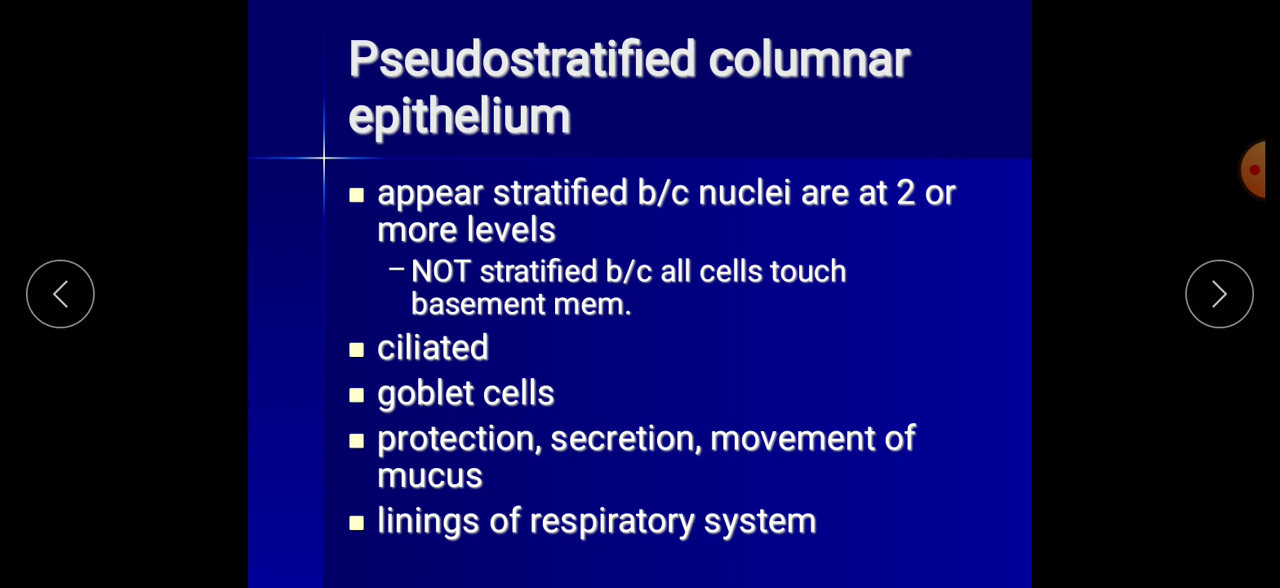 Pseudostratified columnar
epithelium
appear stratified b/c nuclei are at 2 or
more levels
– NOT stratified b/c all cells touch
basement mem.
ciliated
goblet cells
protection, secretion, movement of
mucus
linings of respiratory system